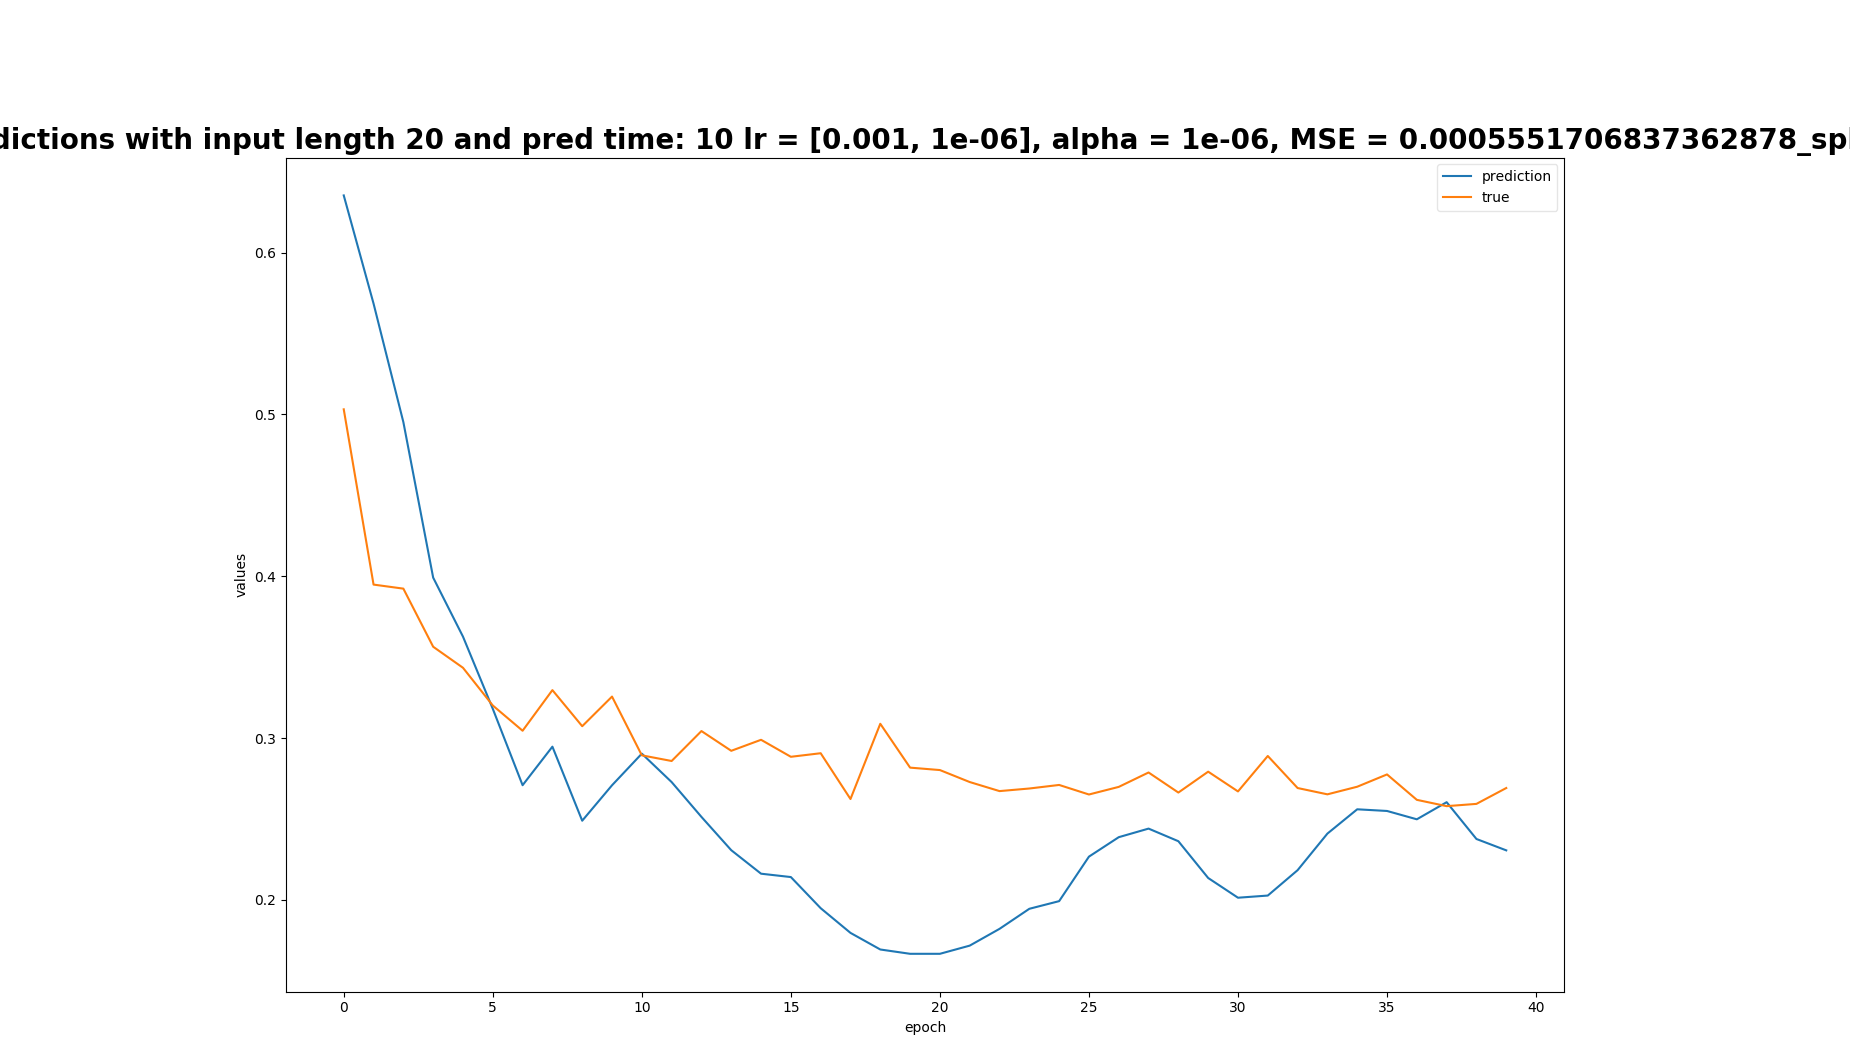 with input length 20 and pred time: 10 lr = [0.001, 1e-06], alpha = 1e-06, MSE = 0.0005551706837362878_
prediction
true
0.6
0.5
0.4
0.3
0.2
values
0
5
10
15
20
25
30
35
40
epoch